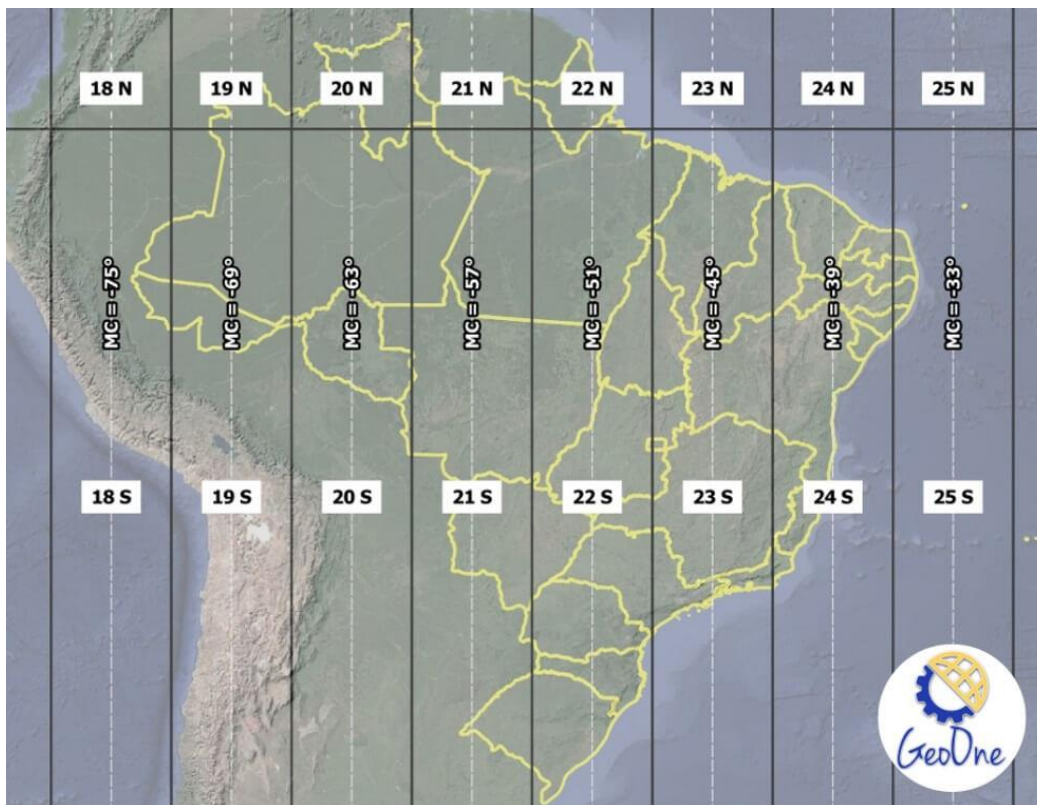 18 N
19 N
20 N
21 N
22 N
23 N
24 N
25 N
MC = -75°
MC = -69°
MC = -63°
MC = -57°
MC = -51°
MC = -45°
MC = -39°
MC = -33°
18 S
19 S
20 S
21 S
22 S
23 S
24 S
25 S
GeoOne